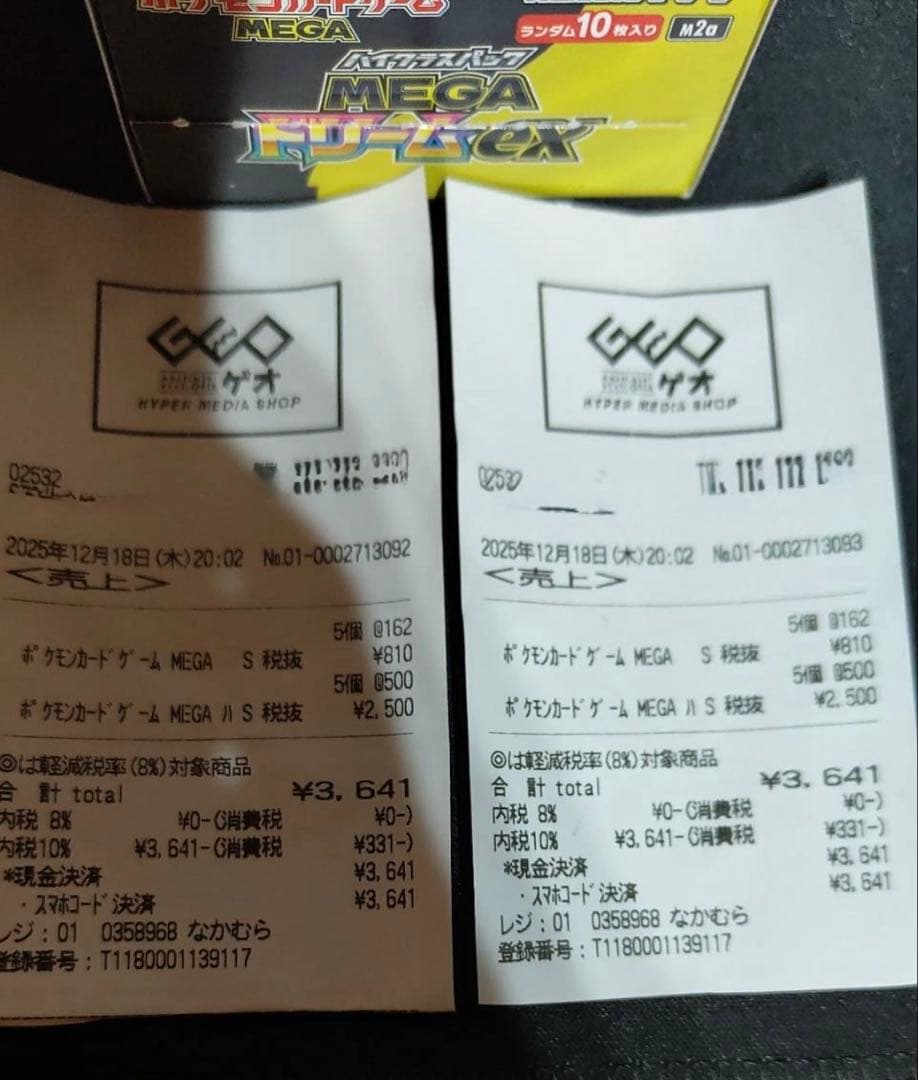 ポケモンカードゲーム
MEGA
ランダム10枚入り M2a
ハイクラスパック
MEGA
ドリームex
GEO
ゲオ
HYPER MEDIA SHOP
02532
2025年12月18日(木)20:02 №01-0002713092
<売上>
5個 @162
ポケモンカードゲーム MEGA S 税抜 ¥810
5個 @500
ポケモンカードゲーム MEGA ハ S 税抜 ¥2,500
◎は軽減税率(8%)対象商品
合 計 total ¥3,641
内税 8% ¥0-(消費税 ¥0-)
内税10% ¥3,641-(消費税 ¥331-)
*現金決済 ¥3,641
・スマホコード決済 ¥3,641
レジ:01 0358968 なかむら
登録番号:T1180001139117
GEO
ゲオ
HYPER MEDIA SHOP
2025年12月18日(木)20:02 №01-0002713093
<売上>
5個 @162
ポケモンカードゲーム MEGA S 税抜 ¥810
5個 @500
ポケモンカードゲーム MEGA ハ S 税抜 ¥2,500
◎は軽減税率(8%)対象商品
合 計 total ¥3,641
内税 8% ¥0-(消費税 ¥0-)
内税10% ¥3,641-(消費税 ¥331-)
*現金決済 ¥3,641
・スマホコード決済 ¥3,641
レジ:01 0358968 なかむら
登録番号:T1180001139117